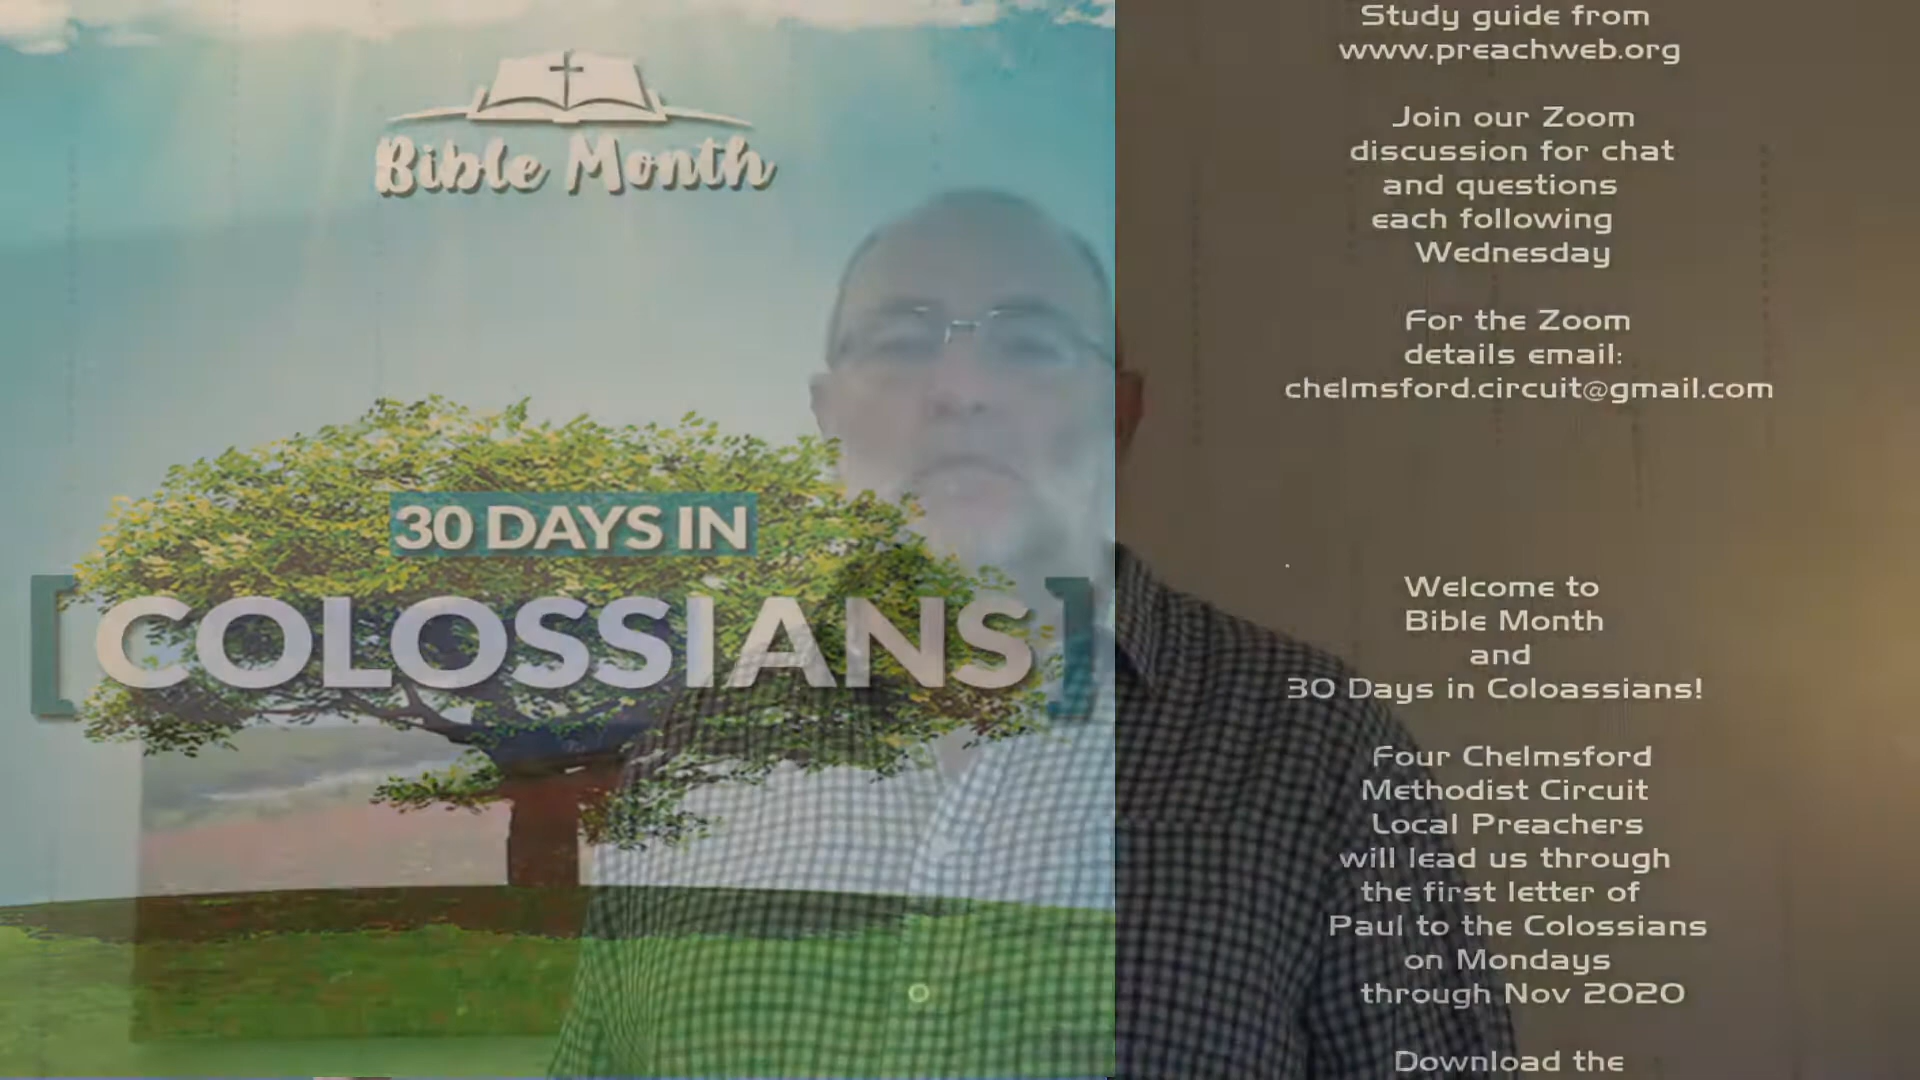 Bible Month
30 DAYS IN
[COLOSSIANS]
Study guide from
www.preachweb.org
Join our Zoom
discussion for chat
and questions
each following
Wednesday
For the Zoom
details email:
chelmsford.circuit@gmail.com
Welcome to
Bible Month
and
30 Days in Coloassians!
Four Chelmsford
Methodist Circuit
Local Preachers
will lead us through
the first letter of
Paul to the Colossians
on Mondays
through Nov 2020
Download the